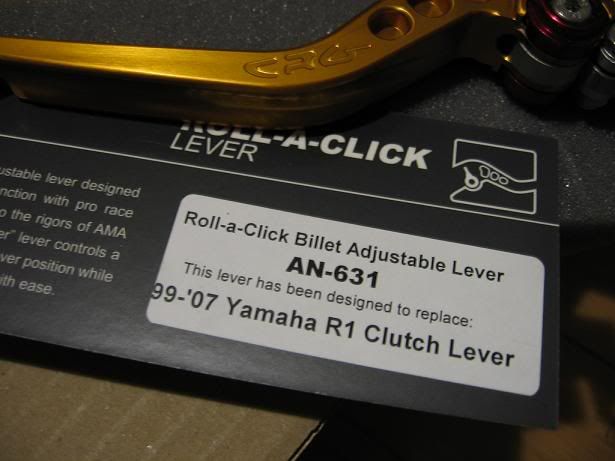 CRG
ROLL-A-CLICK
LEVER
ustable lever designed
nction with pro race
o the rigors of AMA
er" lever controls a
ver position while
ith ease.
Roll-a-Click Billet Adjustable Lever
AN-631
This lever has been designed to replace:
99-'07 Yamaha R1 Clutch Lever